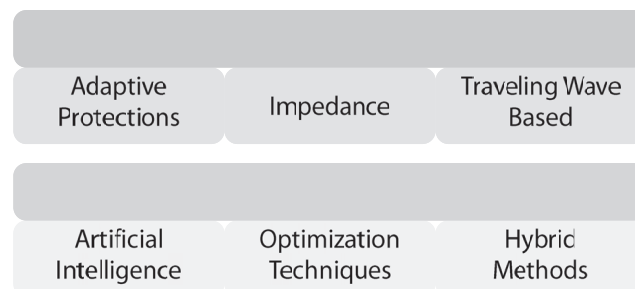 Adaptive
Protections
Impedance
Traveling Wave
Based
Artificial
Intelligence
Optimization
Techniques
Hybrid
Methods